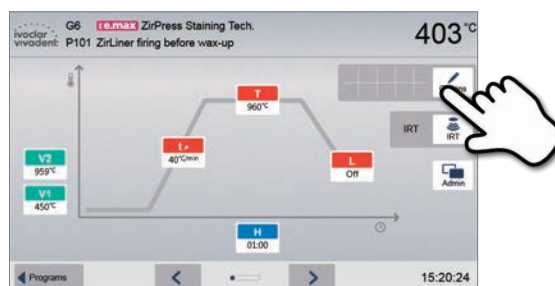 ivoclar vivadent:
G6 IPS e.max ZirPress Staining Tech.
P101 ZirLiner firing before wax-up
403 °C
T
960°C
IRT
IRT
t↗
40°C/min
L
Off
Admin
V2
959°C
V1
450°C
H
01:00
Programs
15:20:24